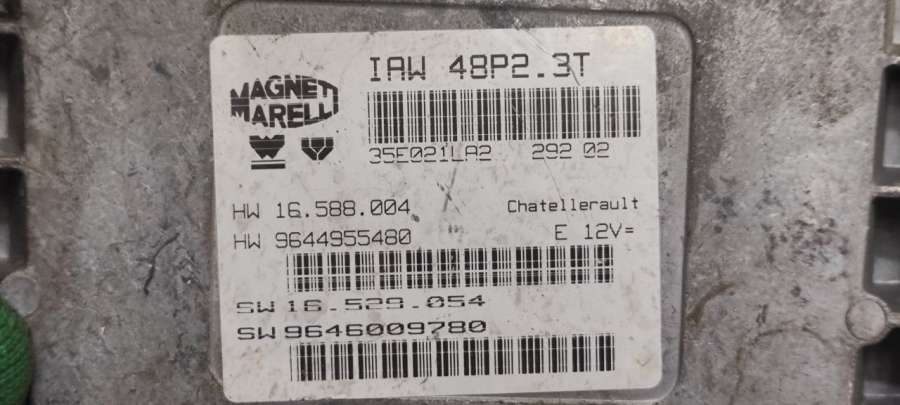 IAW 48P2.3T
MAGNETI
MARELLI
35E021LA2 292 02
HW 16.588.004 Chatellerault
HW 9644955480 E 12V=
SW 16.529.054
SW 9646009780